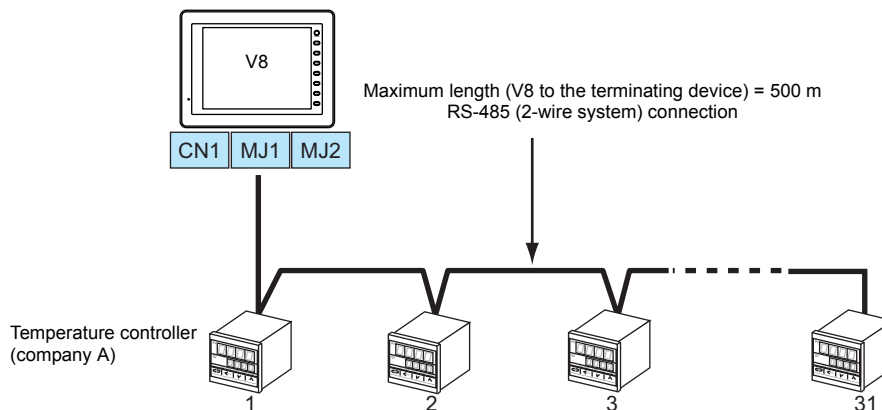 V8
Maximum length (V8 to the terminating device) = 500 m
RS-485 (2-wire system) connection
CN1 MJ1 MJ2
Temperature controller
(company A)
1 2 3 31